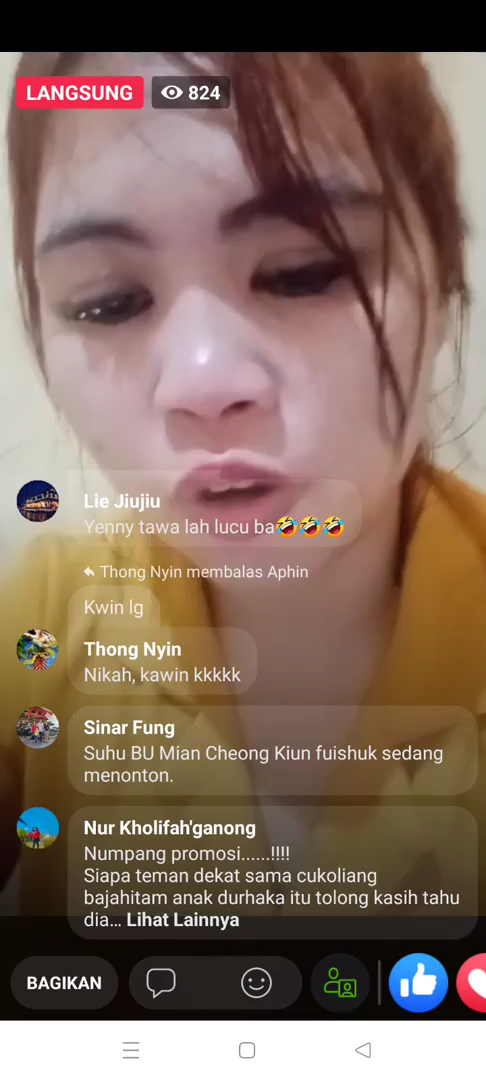 LANGSUNG
824
Lie Jiujiu
Yenny tawa lah lucu ba🤣🤣🤣
Thong Nyin membalas Aphin
Kwin lg
Thong Nyin
Nikah, kawin kkkkk
Sinar Fung
Suhu BU Mian Cheong Kiun fuishuk sedang
menonton.
Nur Kholifah'ganong
Numpang promosi......!!!!
Siapa teman dekat sama cukoliang
bajahitam anak durhaka itu tolong kasih tahu
dia... Lihat Lainnya
BAGIKAN